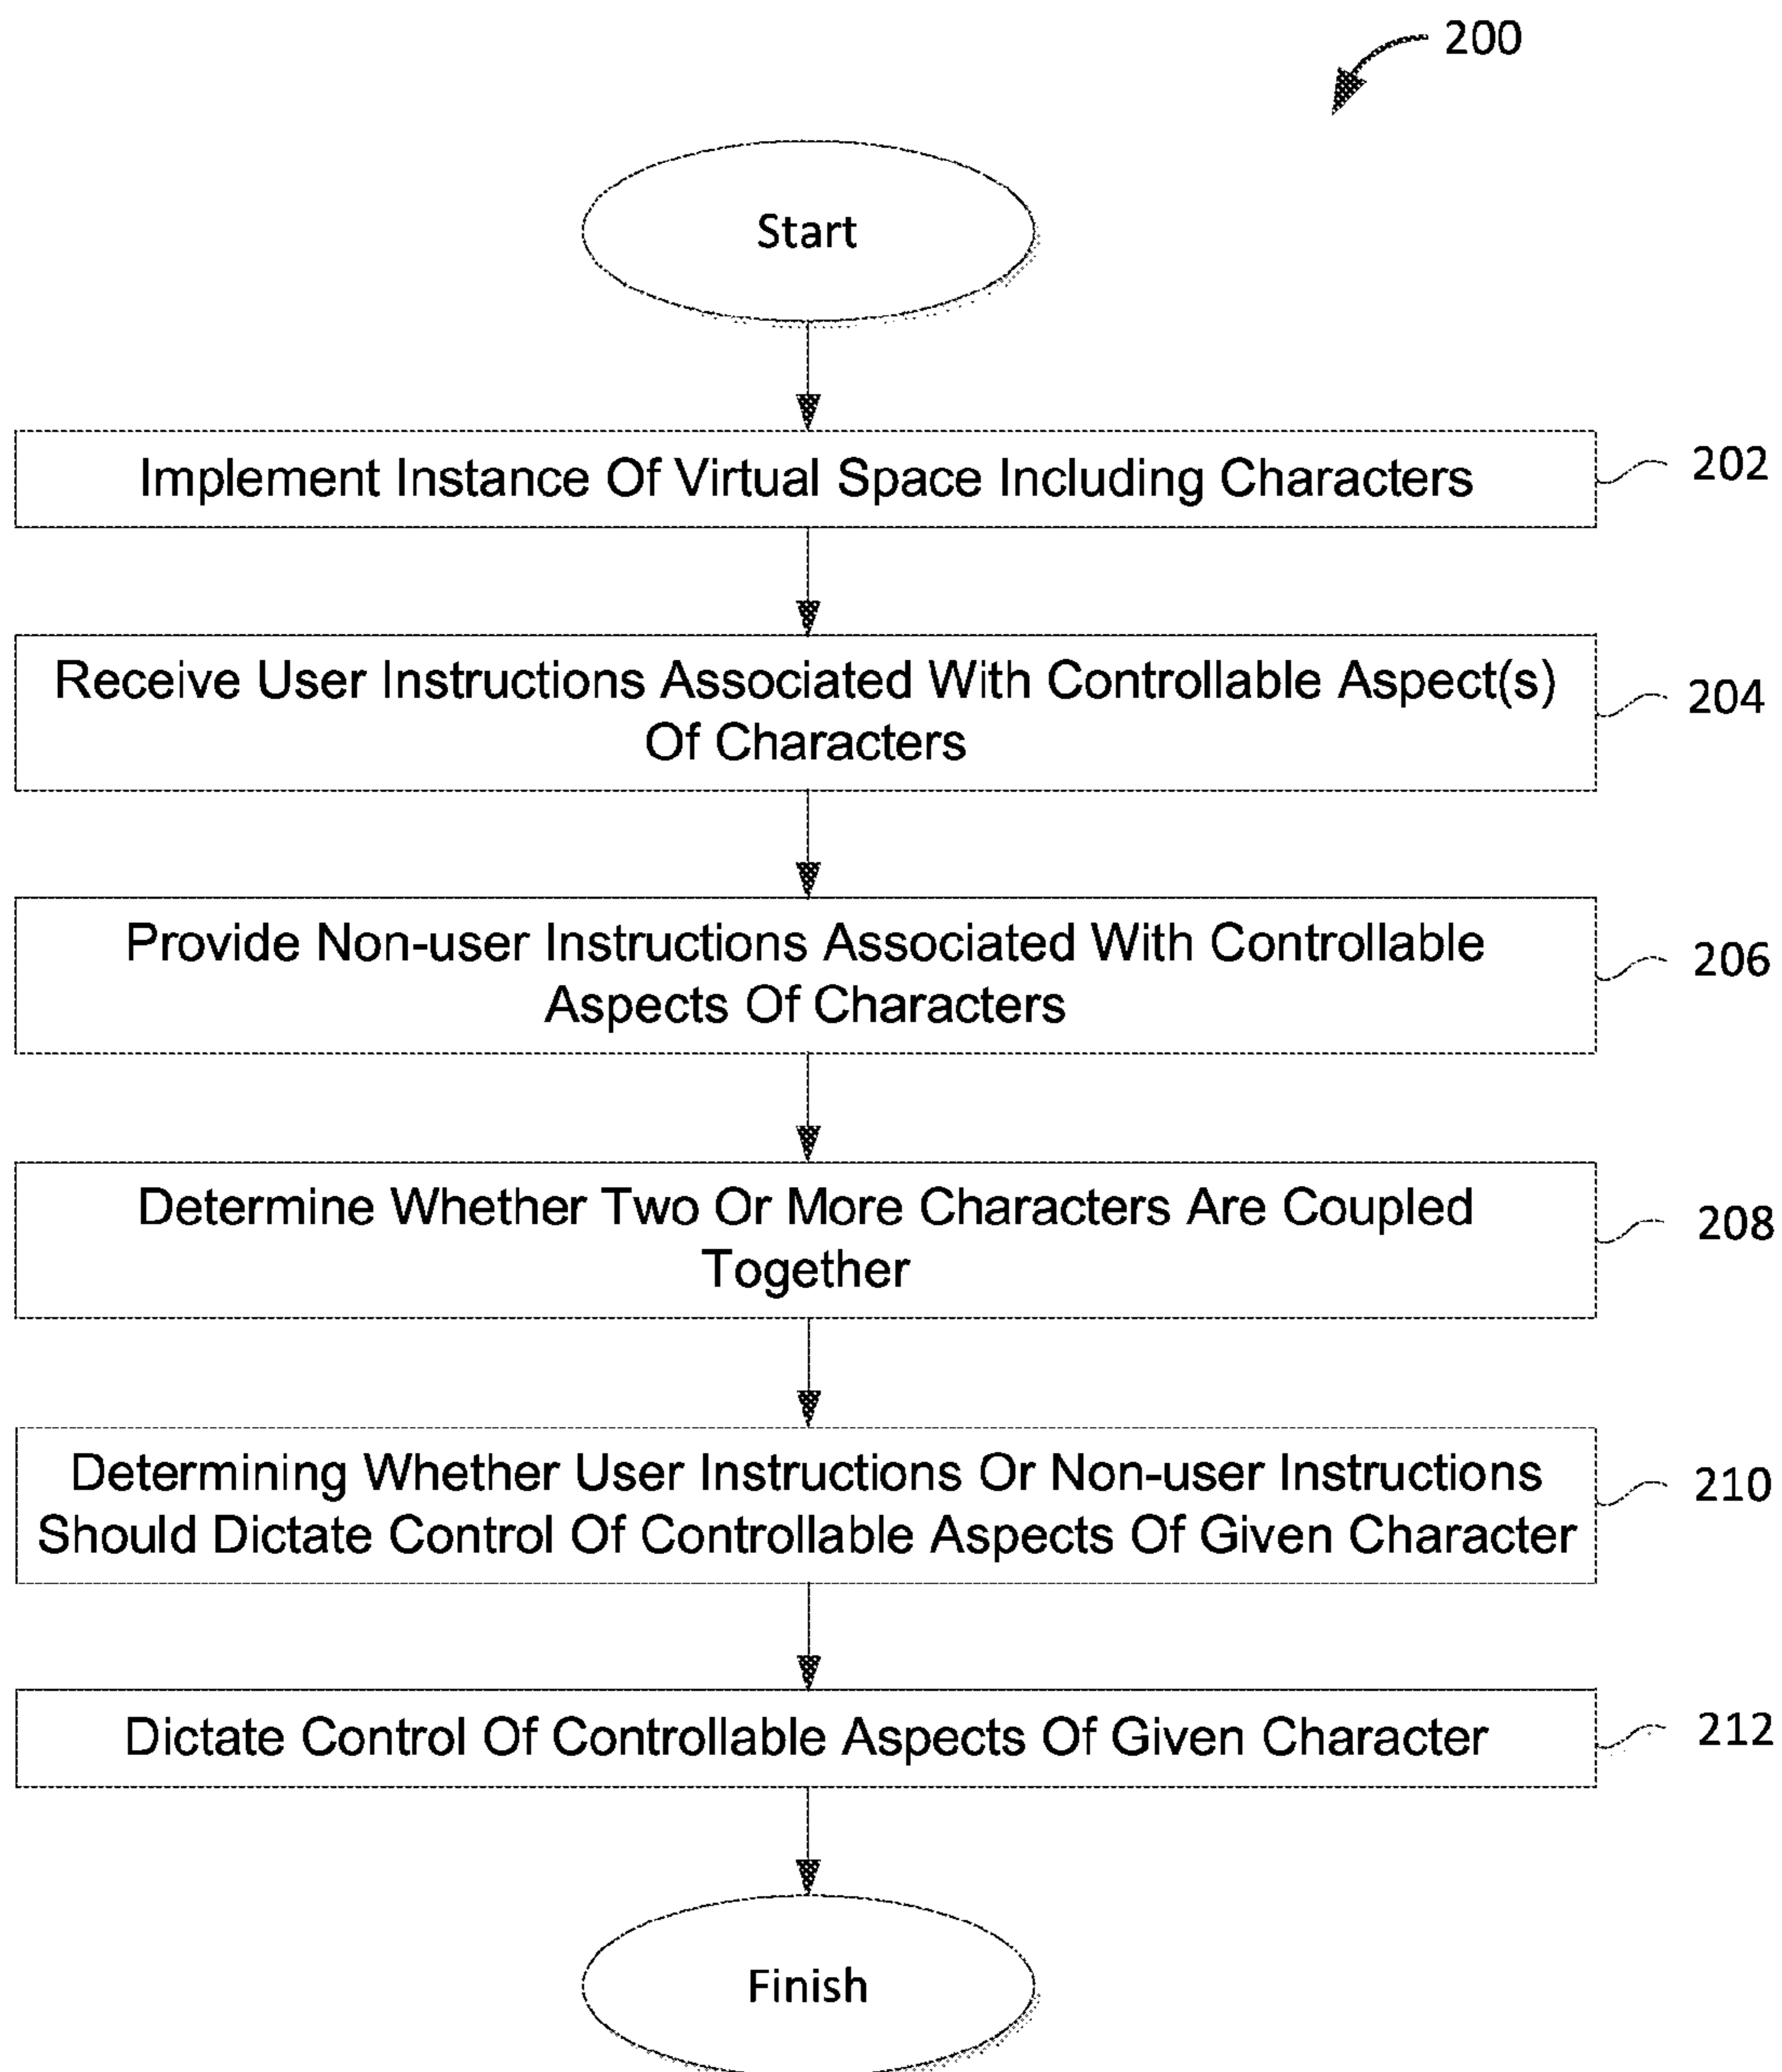 200
Start
Implement Instance Of Virtual Space Including Characters
202
Receive User Instructions Associated With Controllable Aspect(s)
Of Characters
204
Provide Non-user Instructions Associated With Controllable
Aspects Of Characters
206
Determine Whether Two Or More Characters Are Coupled
Together
208
Determining Whether User Instructions Or Non-user Instructions
Should Dictate Control Of Controllable Aspects Of Given Character
210
Dictate Control Of Controllable Aspects Of Given Character
212
Finish